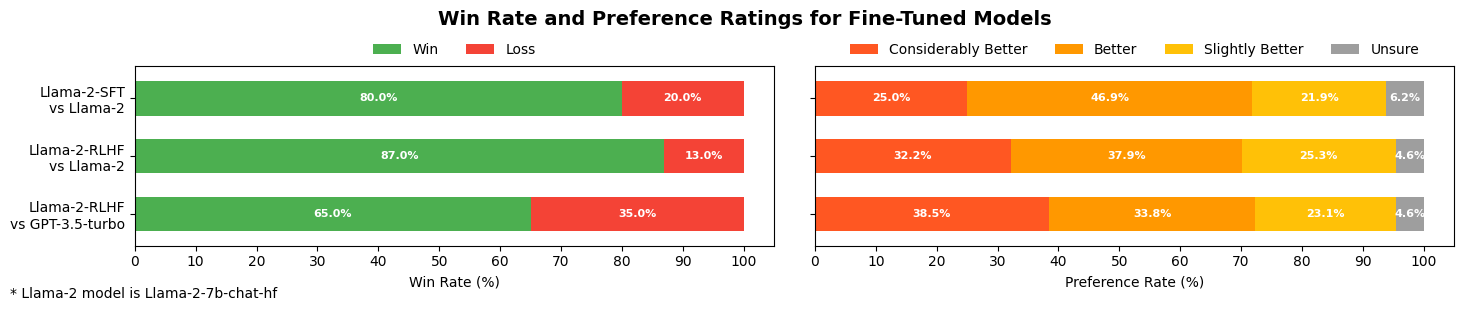 Win Rate and Preference Ratings for Fine-Tuned Models
Win Loss
Considerably Better Better Slightly Better Unsure
Llama-2-SFT
vs Llama-2
80.0% 20.0%
25.0% 46.9% 21.9% 6.2%
Llama-2-RLHF
vs Llama-2
87.0% 13.0%
32.2% 37.9% 25.3% 4.6%
Llama-2-RLHF
vs GPT-3.5-turbo
65.0% 35.0%
38.5% 33.8% 23.1% 4.6%
0 10 20 30 40 50 60 70 80 90 100
0 10 20 30 40 50 60 70 80 90 100
Win Rate (%)
Preference Rate (%)
* Llama-2 model is Llama-2-7b-chat-hf